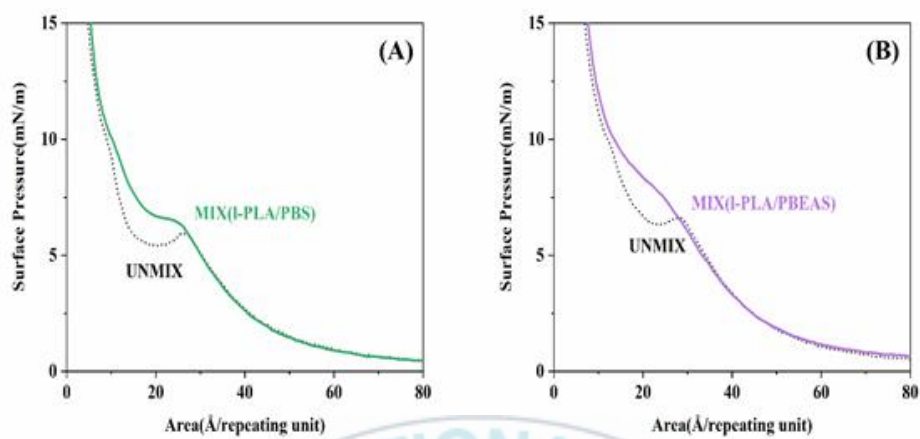 15
10
5
0
Surface Pressure(mN/m)
(A)
MIX(l-PLA/PBS)
UNMIX
0 20 40 60 80
Area(Å/repeating unit)
15
10
5
0
Surface Pressure(mN/m)
(B)
MIX(l-PLA/PBEAS)
UNMIX
0 20 40 60 80
Area(Å/repeating unit)